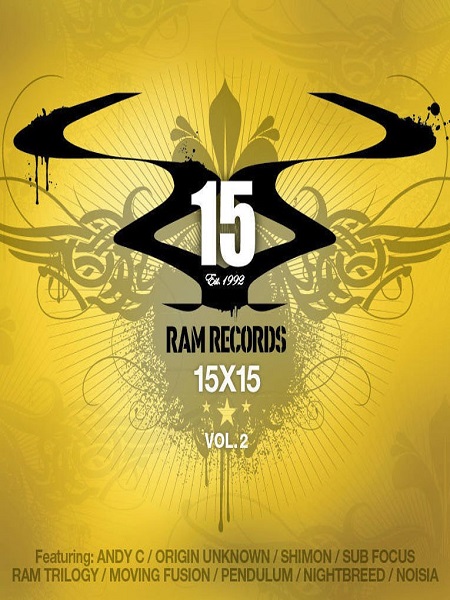 15
Est. 1992
RAM RECORDS
15X15
VOL. 2
Featuring: ANDY C / ORIGIN UNKNOWN / SHIMON / SUB FOCUS
RAM TRILOGY / MOVING FUSION / PENDULUM / NIGHTBREED / NOISIA